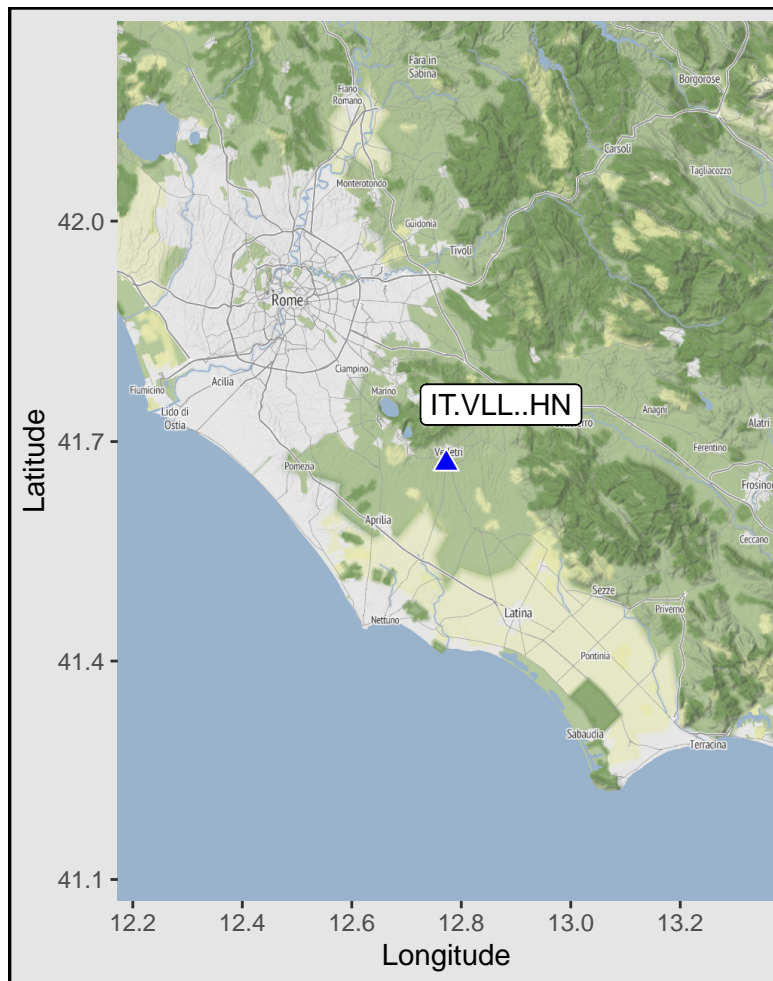 Fara in
Sabina
Borgorose
Fiano
Romano
Carsoli
Tagliacozzo
Monterotondo
42.0
Guidonia
Tivoli
Rome
Ciampino
Fiumicino
Acilia
Marino
Lido di
Ostia
IT.VLL..HN
Anagni
Alatri
41.7
Ferentino
Pomezia
Frosino
Aprilia
Ceccano
Sezze
Priverno
Latina
Nettuno
41.4
Pontinia
Sabaudia
Terracina
41.1
12.2
12.4
12.6
12.8
13.0
13.2
Longitude
Latitude